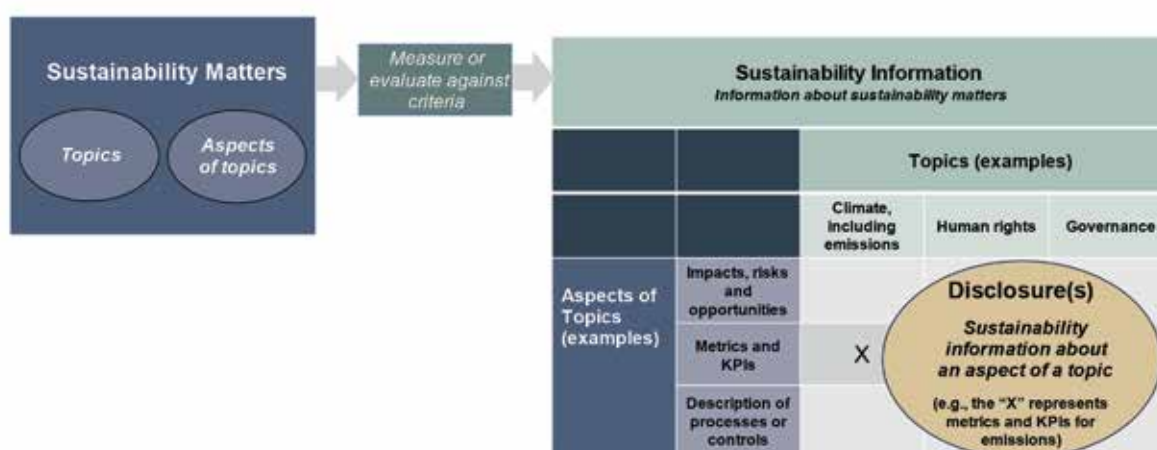 Sustainability Matters
Topics
Aspects
of topics
Measure or
evaluate against
criteria
Sustainability Information
Information about sustainability matters
Topics (examples)
Climate,
including
emissions
Human rights
Governance
Aspects of
Topics
(examples)
Impacts, risks
and
opportunities
Metrics and
KPIs
X
Description of
processes or
controls
Disclosure(s)
Sustainability
information about
an aspect of a topic
(e.g., the “X” represents
metrics and KPIs for
emissions)